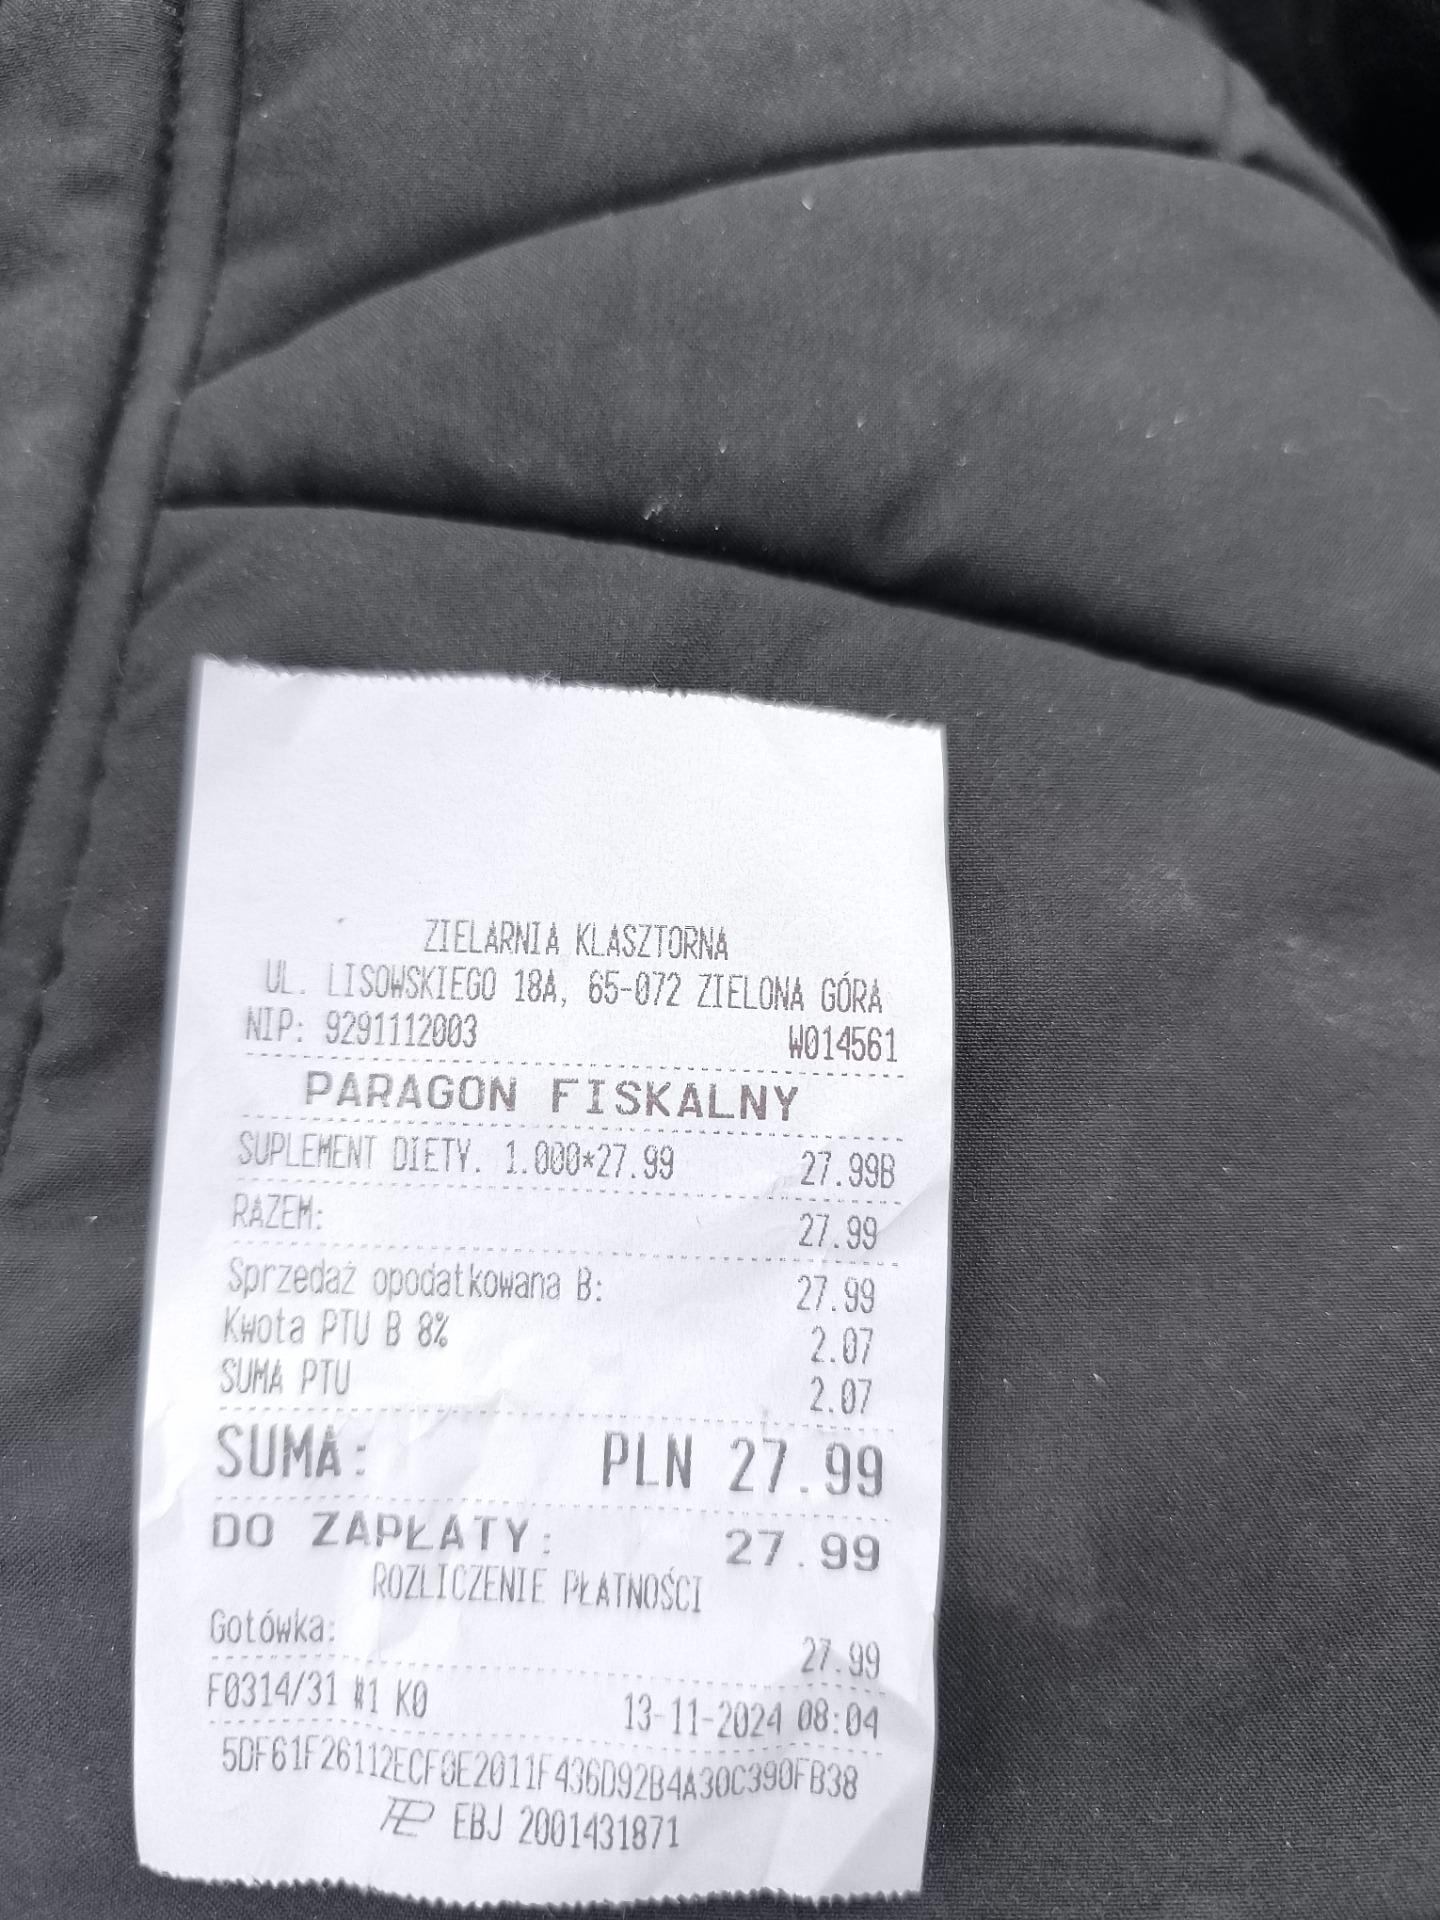 ZIELARNIA KLASZTORNA
UL. LISOWSKIEGO 18A, 65-072 ZIELONA GÓRA
NIP: 9291112003 W014561
PARAGON FISKALNY
SUPLEMENT DIETY. 1.000*27.99 27.99B
RAZEM: 27.99
Sprzedaż opodatkowana B: 27.99
Kwota PTU B 8% 2.07
SUMA PTU 2.07
SUMA: PLN 27.99
DO ZAPŁATY: 27.99
ROZLICZENIE PŁATNOŚCI
Gotówka: 27.99
F0314/31 #1 K0 13-11-2024 08:04
5DF61F26112ECF0E2011F436D92B4A30C390FB38
EBJ 2001431871